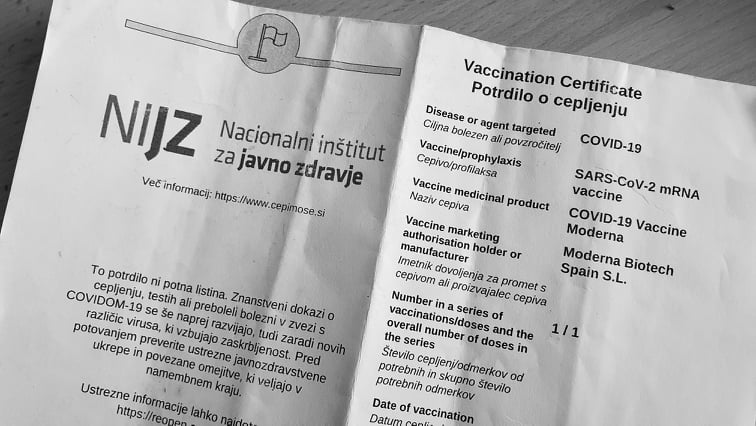 NIJZ
Nacionalni inštitut
za javno zdravje
Več informacij: https://www.cepimose.si
To potrdilo ni potna listina. Znanstveni dokazi o
cepljenju, testih ali preboleli bolezni v zvezi s
COVIDOM-19 se še naprej razvijajo, tudi zaradi novih
različic virusa, ki vzbujajo zaskrbljenost. Pred
potovanjem preverite ustrezne javnozdravstvene
ukrepe in povezane omejitve, ki veljajo v
namembnem kraju.
Ustrezne informacije lahko najdete
https://reopen.
Vaccination Certificate
Potrdilo o cepljenju
Disease or agent targeted
Ciljna bolezen ali povzročitelj
COVID-19
Vaccine/prophylaxis
Cepivo/profilaksa
SARS-CoV-2 mRNA
vaccine
Vaccine medicinal product
Naziv cepiva
COVID-19 Vaccine
Moderna
Vaccine marketing
authorisation holder or
manufacturer
Imetnik dovoljenja za promet s
cepivom ali proizvajalec cepiva
Moderna Biotech
Spain S.L.
Number in a series of
vaccinations/doses and the
overall number of doses in
the series
Število cepljenj/odmerkov od
potrebnih in skupno število
potrebnih odmerkov
1 / 1
Date of vaccination
Datum